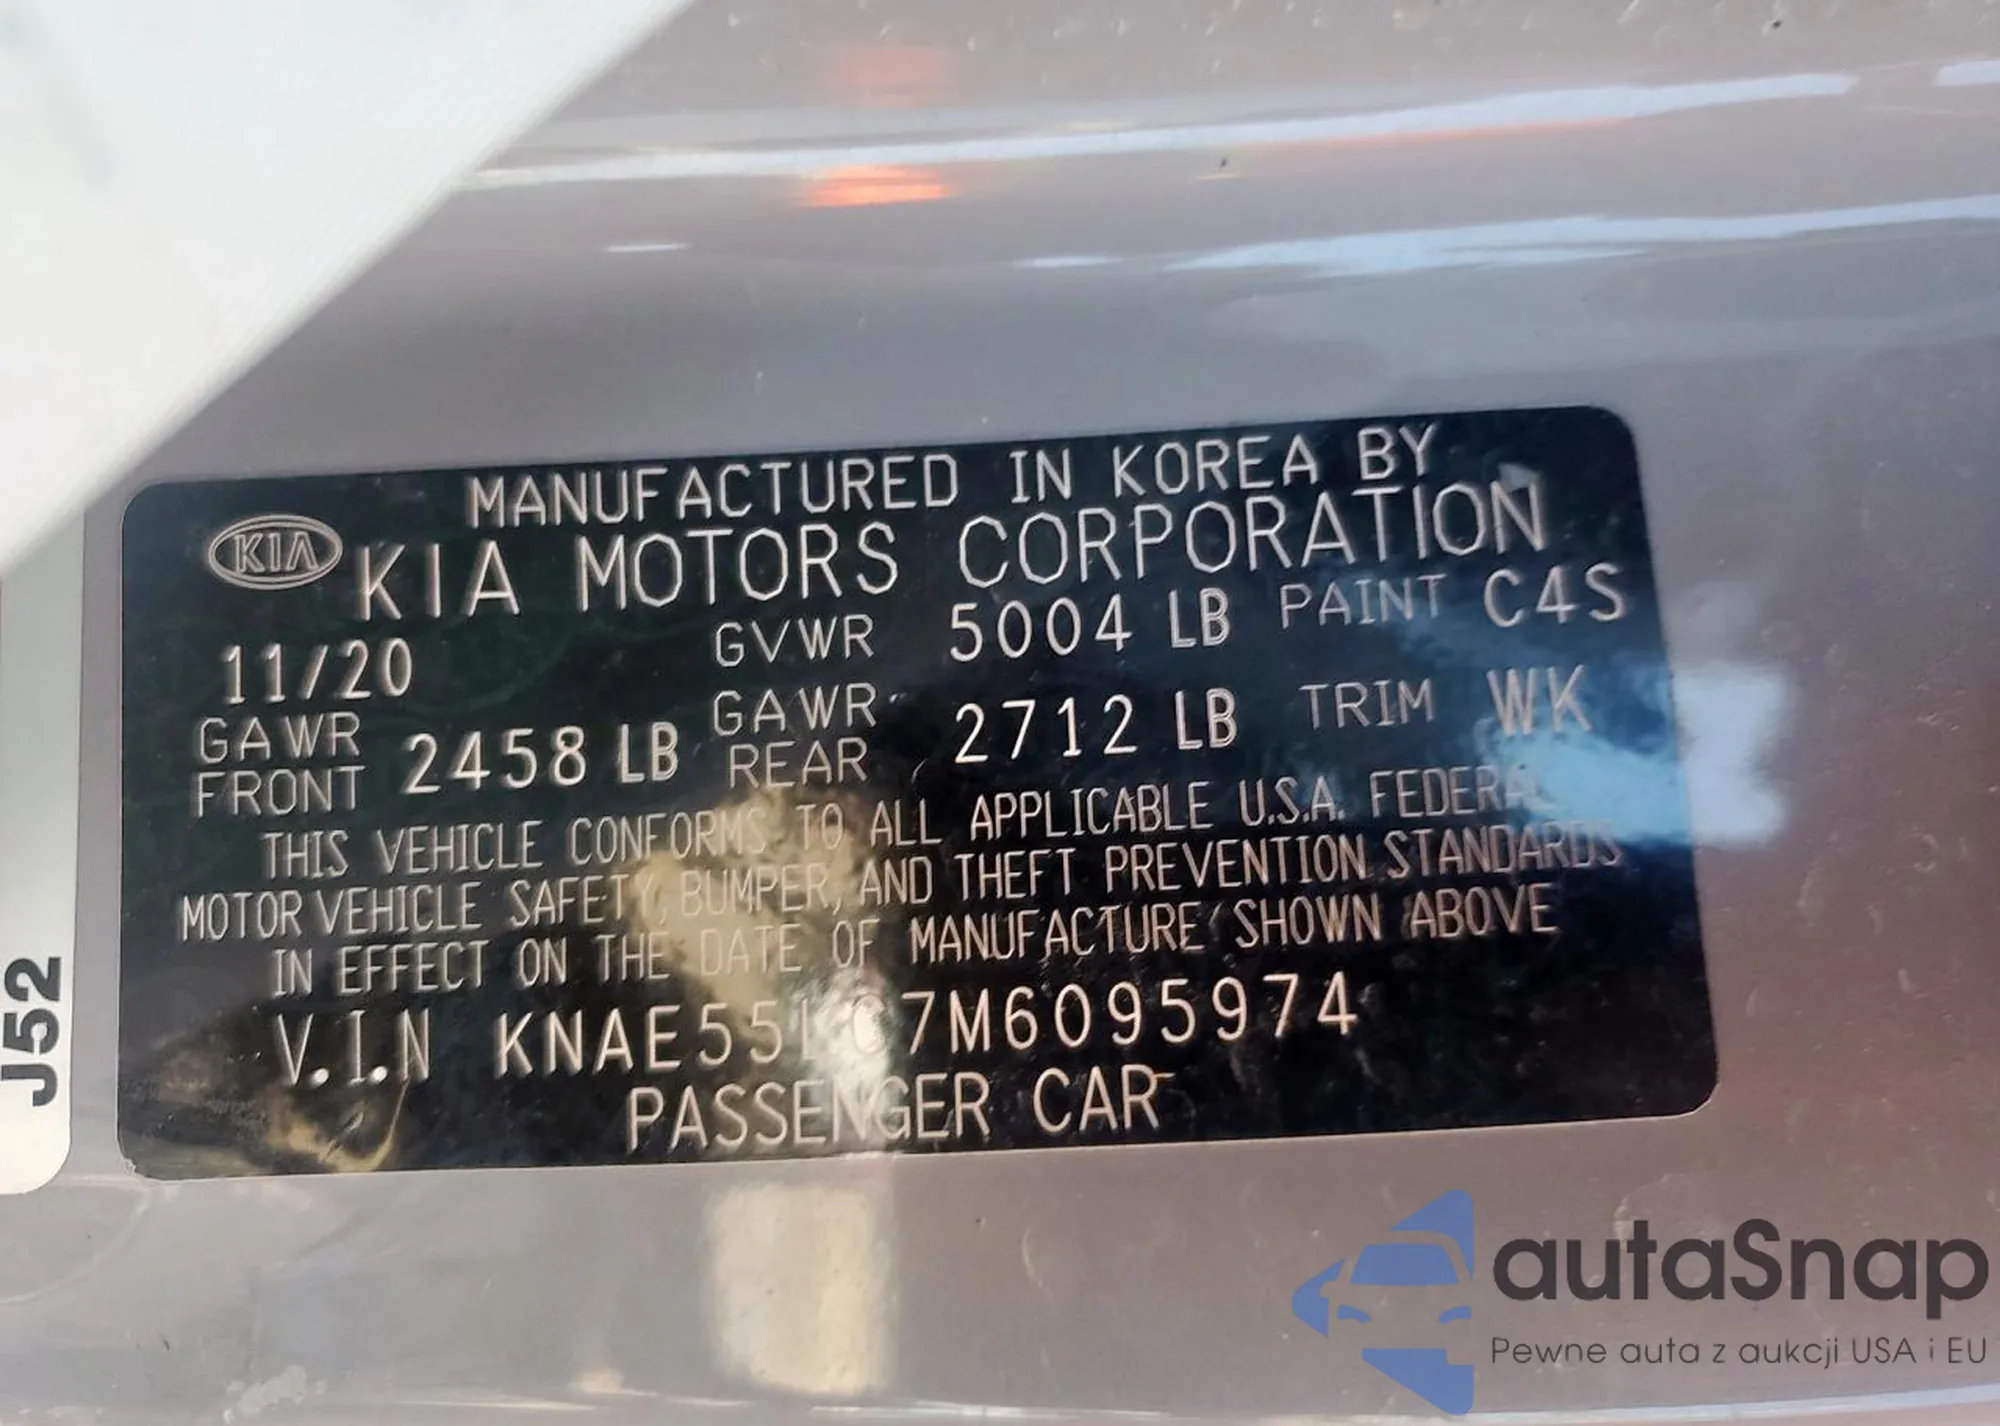 MANUFACTURED IN KOREA BY
KIA KIA MOTORS CORPORATION
11/20 GVWR 5004 LB PAINT C4S
GAWR FRONT 2458 LB GAWR REAR 2712 LB TRIM WK
THIS VEHICLE CONFORMS TO ALL APPLICABLE U.S.A. FEDERAL
MOTOR VEHICLE SAFETY, BUMPER, AND THEFT PREVENTION STANDARDS
IN EFFECT ON THE DATE OF MANUFACTURE SHOWN ABOVE
V.I.N
PASSENGER CAR
J52
autaSnap
Pewne auta z aukcji USA i EU